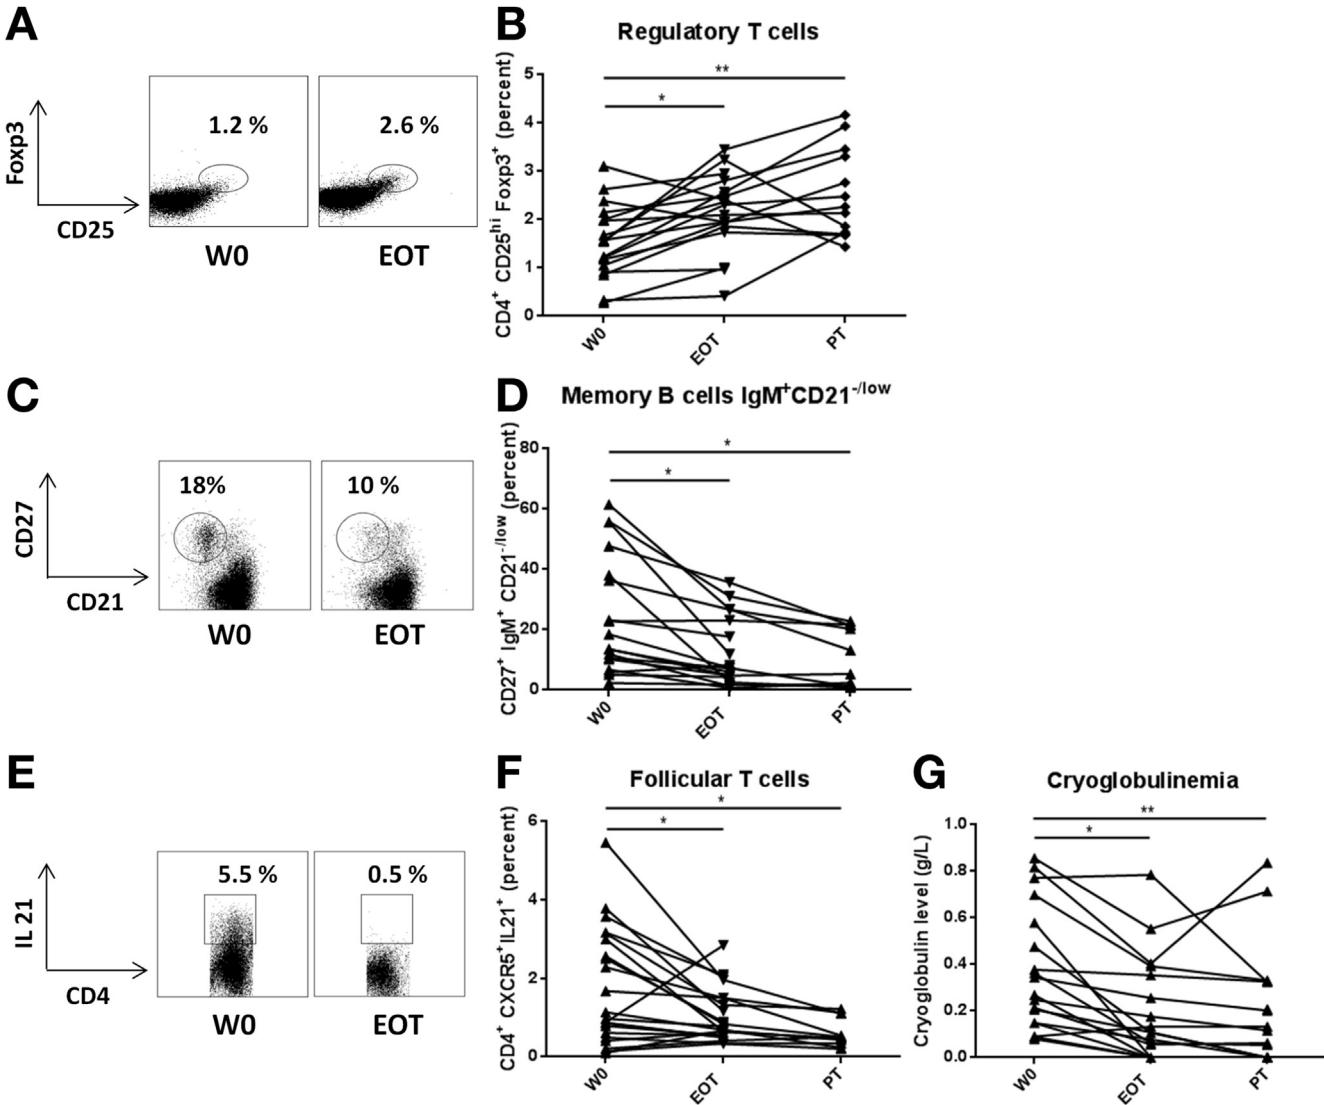 A
Foxp3
CD25
1.2 %
2.6 %
W0
EOT
B
Regulatory T cells
**
*
CD4⁺ CD25ʰⁱ Foxp3⁺ (percent)
5
4
3
2
1
0
W0
EOT
PT
C
CD27
CD21
18%
10 %
W0
EOT
D
Memory B cells IgM⁺CD21⁻/ˡᵒʷ
*
*
CD27⁺ IgM⁺ CD21⁻/ˡᵒʷ (percent)
80
60
40
20
0
W0
EOT
PT
E
IL 21
CD4
5.5 %
0.5 %
W0
EOT
F
Follicular T cells
*
*
CD4⁺ CXCR5⁺IL21⁺ (percent)
6
4
2
0
W0
EOT
PT
G
Cryoglobulinemia
**
*
Cryoglobulin level (g/L)
1.0
0.8
0.6
0.4
0.2
0.0
W0
EOT
PT